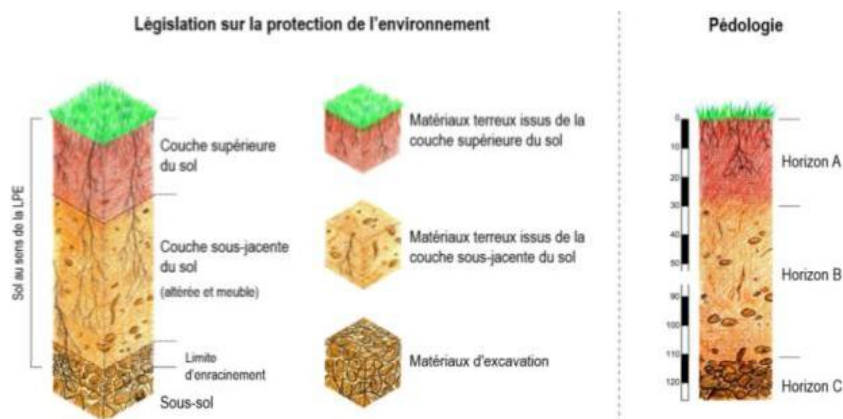 Législation sur la protection de l'environnement
Pédologie
Sol au sens de la LPE
Couche supérieure
du sol
Couche sous-jacente
du sol
(altérée et meuble)
Limite
d'enracinement
Sous-sol
Matériaux terreux issus de la
couche supérieure du sol
Matériaux terreux issus de la
couche sous-jacente du sol
Matériaux d'excavation
0
10
20
30
40
50
90
100
110
120
Horizon A
Horizon B
Horizon C